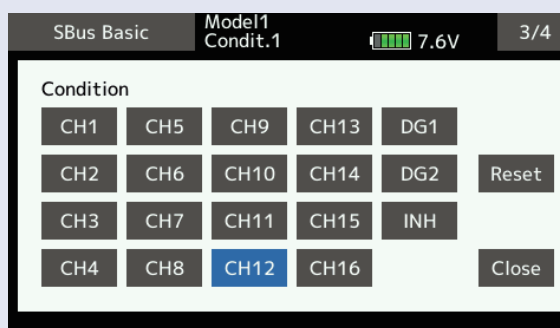 SBus Basic Model1 3/4
Condit.1 7.6V
Condition
CH1 CH5 CH9 CH13 DG1
CH2 CH6 CH10 CH14 DG2 Reset
CH3 CH7 CH11 CH15 INH
CH4 CH8 CH12 CH16 Close